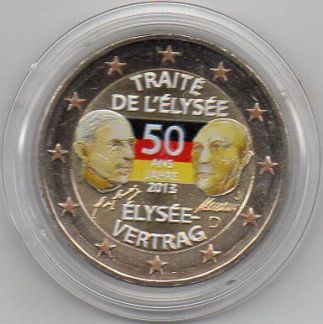 TRAITÉ
DE L'ÉLYSÉE
50
ANS
JAHRE
2013
ÉLYSÉE-
VERTRAG
D